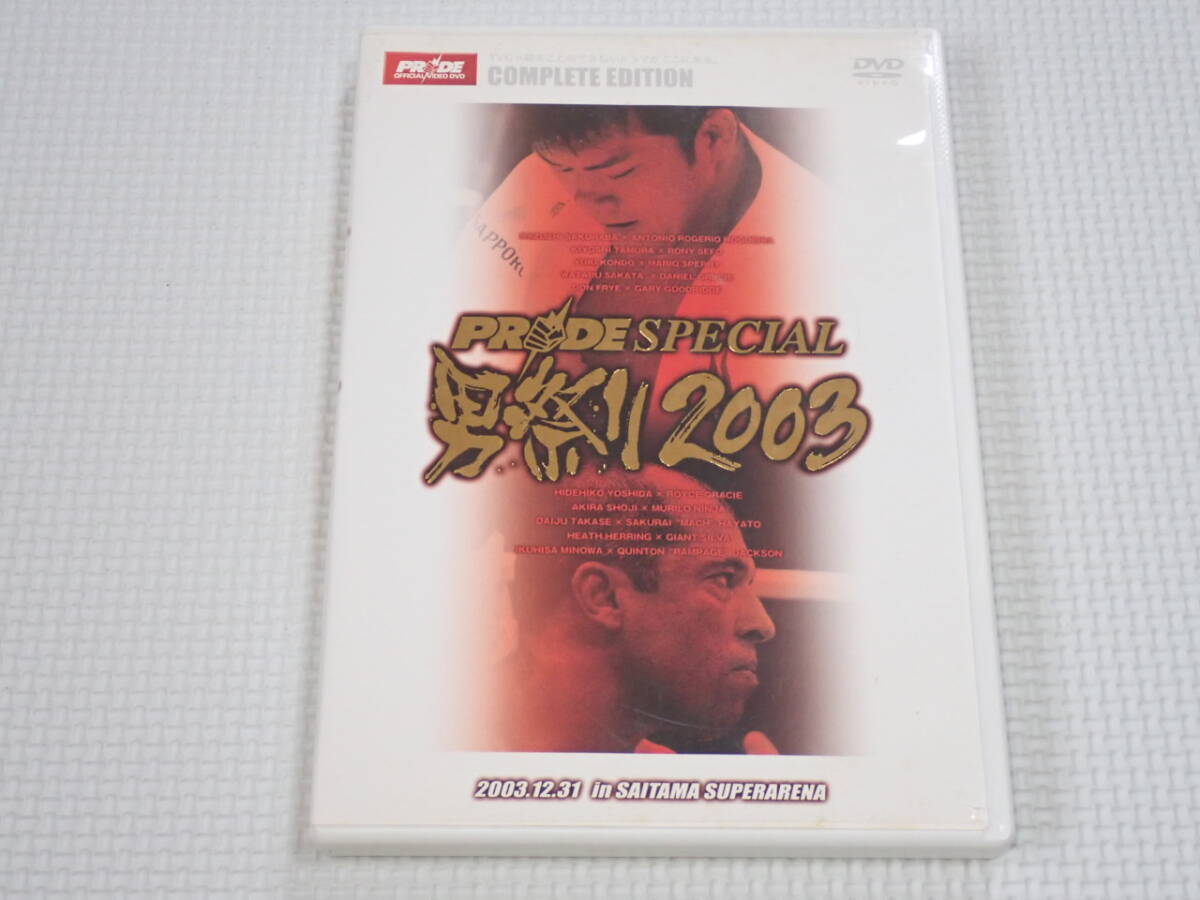 PRIDE
OFFICIAL VIDEO DVD
COMPLETE EDITION
DVD
VIDEO
SAPPORO
SAKURABA × ANTONIO ROGERIO NOGUEIRA
KIYOSHI TAMURA × RONY SEFO
YUKI KONDO × MARIO SPERRY
WATARU SAKATA × DANIEL
DON FRYE × GARY GOODRIDGE
PRIDE SPECIAL
男祭り2003
HIDEHIKO YOSHIDA × ROYCE GRACIE
AKIRA SHOJI × MURILO NINJA
DAIJU TAKASE × SAKURAI "MACH" HAYATO
HEATH HERRING × GIANT SILVA
IKUHISA MINOWA × QUINTON "RAMPAGE" JACKSON
2003.12.31 in SAITAMA SUPERARENA